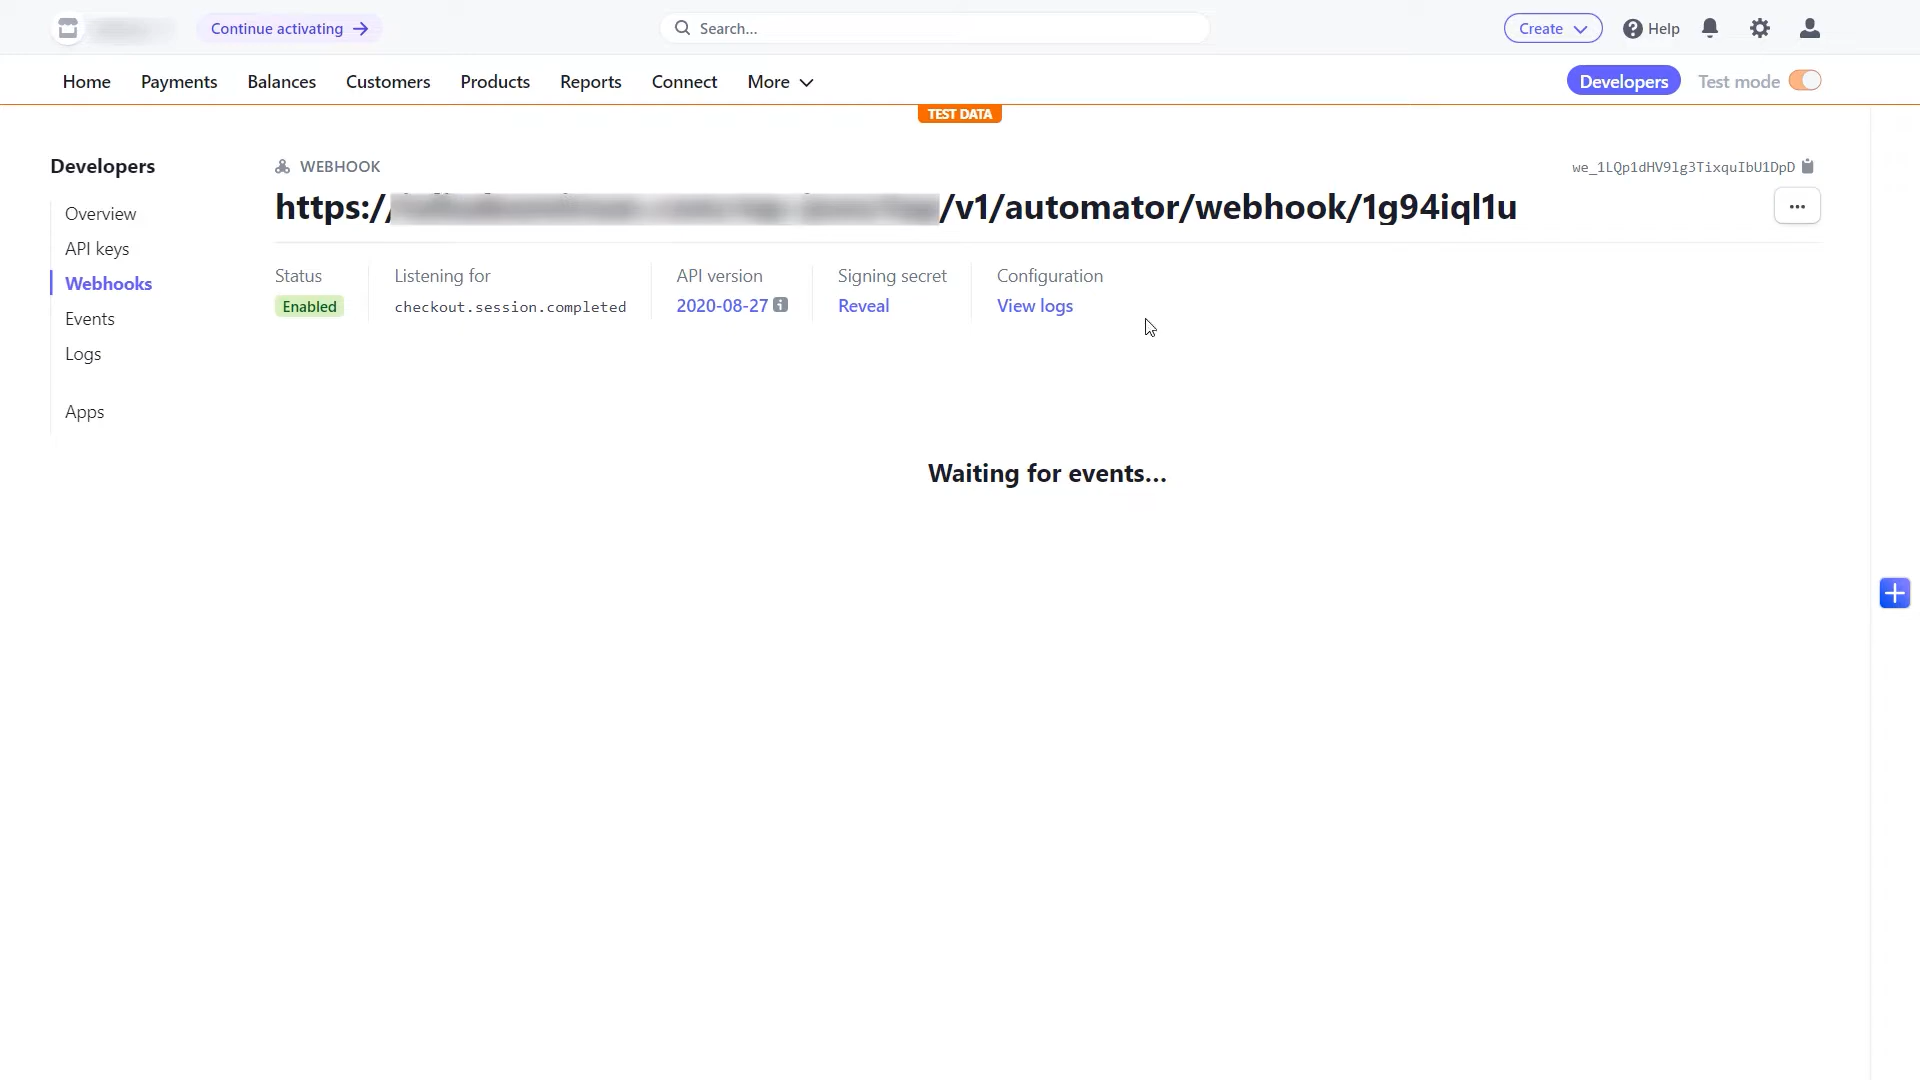 Continue activating
Search...
Create
Help
Home
Payments
Balances
Customers
Products
Reports
Connect
More
Developers
Test mode
TEST DATA
Developers
Overview
API keys
Webhooks
Events
Logs
Apps
WEBHOOK
we_1LQp1dHV9lg3TixquIbU1DpD
https://
/v1/automator/webhook/1g94iql1u
Status
Enabled
Listening for
checkout.session.completed
API version
2020-08-27
Signing secret
Reveal
Configuration
View logs
Waiting for events…